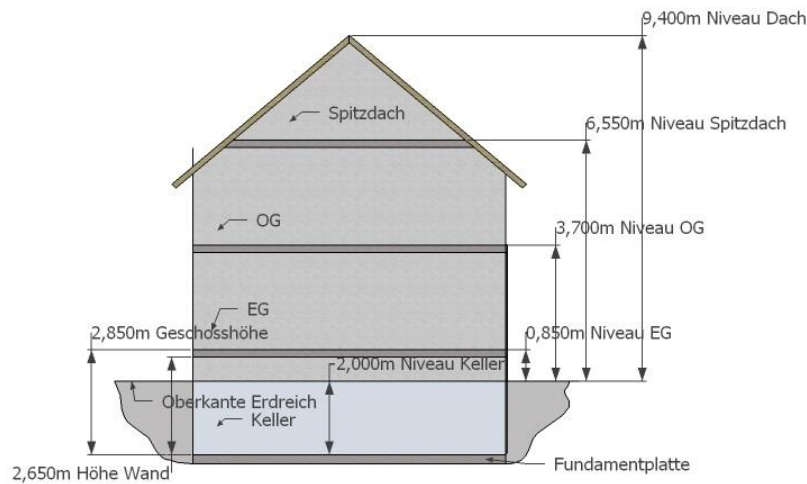 9,400m Niveau Dach
Spitzdach
6,550m Niveau Spitzdach
OG
3,700m Niveau OG
EG
2,850m Geschosshöhe
0,850m Niveau EG
-2,000m Niveau Keller
Oberkante Erdreich
Keller
2,650m Höhe Wand
Fundamentplatte